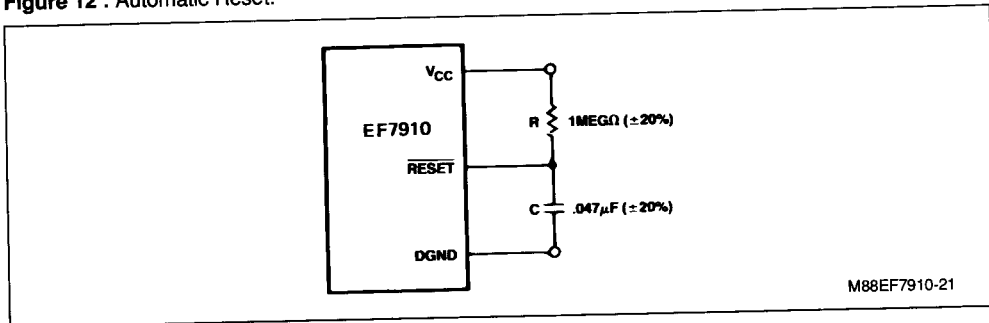 Figure 12 : Automatic Reset.
VCC
EF7910
R 1MEGΩ (±20%)
RESET
C .047μF (±20%)
DGND
M88EF7910-21